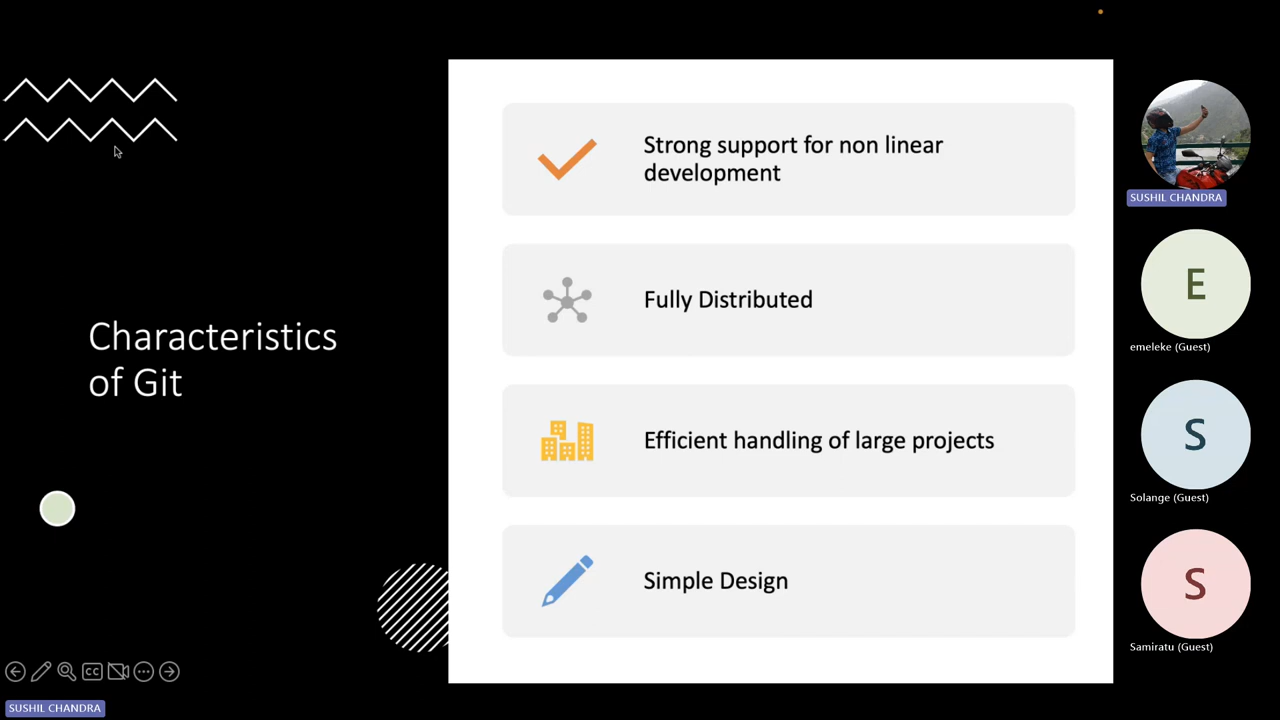 Characteristics
of Git
Strong support for non linear
development
Fully Distributed
Efficient handling of large projects
Simple Design
SUSHIL CHANDRA
E
emeleke (Guest)
S
Solange (Guest)
S
Samiratu (Guest)
CC
SUSHIL CHANDRA